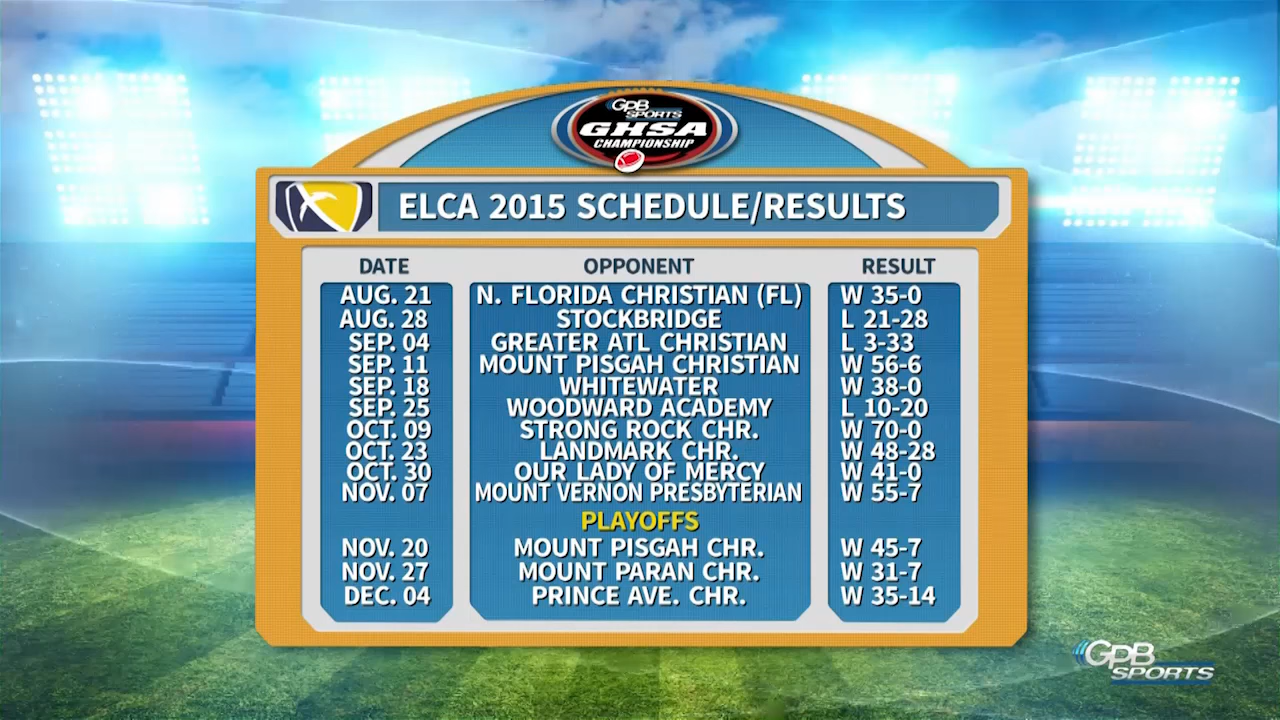 GPB
SPORTS
GHSA
CHAMPIONSHIP
ELCA 2015 SCHEDULE/RESULTS
DATE OPPONENT RESULT
AUG. 21 N. FLORIDA CHRISTIAN (FL) W 35-0
AUG. 28 STOCKBRIDGE L 21-28
SEP. 04 GREATER ATL CHRISTIAN L 3-33
SEP. 11 MOUNT PISGAH CHRISTIAN W 56-6
SEP. 18 WHITEWATER W 38-0
SEP. 25 WOODWARD ACADEMY L 10-20
OCT. 09 STRONG ROCK CHR. W 70-0
OCT. 23 LANDMARK CHR. W 48-28
OCT. 30 OUR LADY OF MERCY W 41-0
NOV. 07 MOUNT VERNON PRESBYTERIAN W 55-7
PLAYOFFS
NOV. 20 MOUNT PISGAH CHR. W 45-7
NOV. 27 MOUNT PARAN CHR. W 31-7
DEC. 04 PRINCE AVE. CHR. W 35-14
GPB
SPORTS